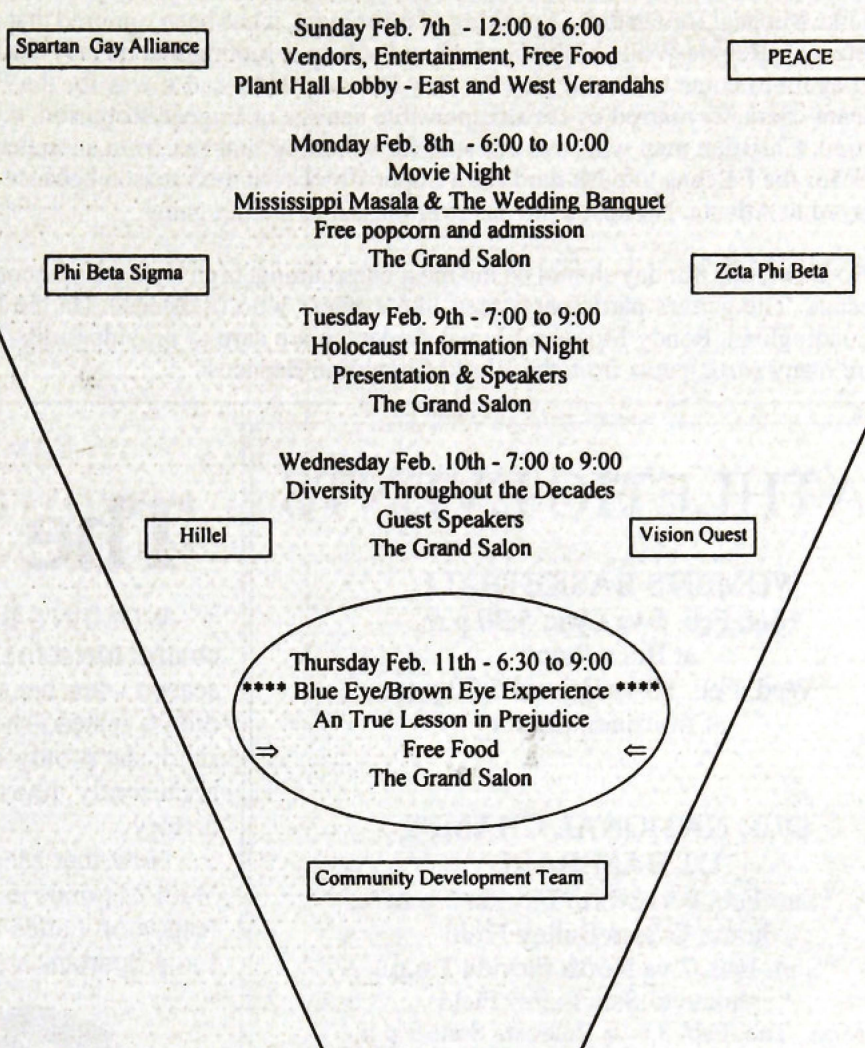 Spartan Gay Alliance
Sunday Feb. 7th - 12:00 to 6:00
Vendors, Entertainment, Free Food
Plant Hall Lobby - East and West Verandahs
PEACE
Monday Feb. 8th - 6:00 to 10:00
Movie Night
Mississippi Masala & The Wedding Banquet
Free popcorn and admission
The Grand Salon
Phi Beta Sigma
Zeta Phi Beta
Tuesday Feb. 9th - 7:00 to 9:00
Holocaust Information Night
Presentation & Speakers
The Grand Salon
Wednesday Feb. 10th - 7:00 to 9:00
Diversity Throughout the Decades
Guest Speakers
The Grand Salon
Hillel
Vision Quest
Thursday Feb. 11th - 6:30 to 9:00
**** Blue Eye/Brown Eye Experience ****
An True Lesson in Prejudice
⇒ Free Food ⇐
The Grand Salon
Community Development Team